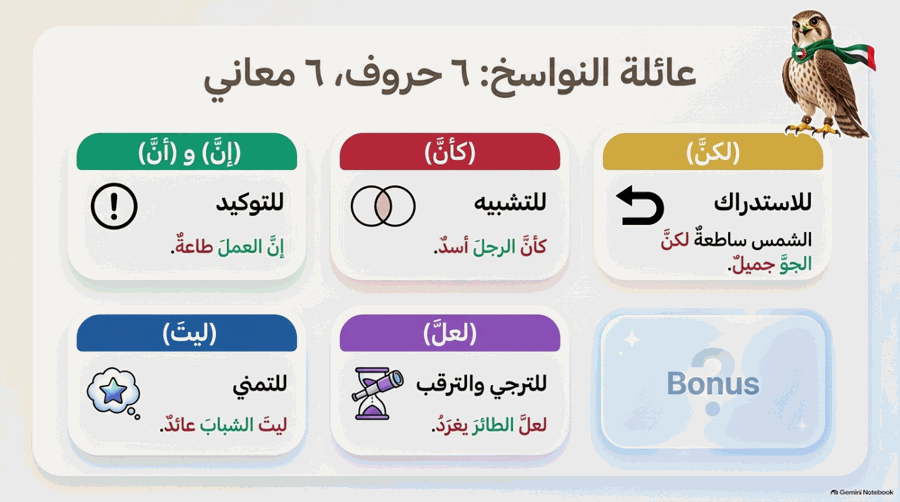 عائلة النواسخ: ٦ حروف، ٦ معاني
(إنَّ) و (أنَّ)
للتوكيد
إنَّ العملَ طاعةٌ.
(كأنَّ)
للتشبيه
كأنَّ الرجلَ أسدٌ.
(لكنَّ)
للاستدراك
الشمس ساطعةٌ لكنَّ
الجوَّ جميلٌ.
(ليتَ)
للتمني
ليتَ الشبابَ عائدٌ.
(لعلَّ)
للترجي والترقب
لعلَّ الطائرَ يغردُ.
Bonus
?
Gemini Notebook